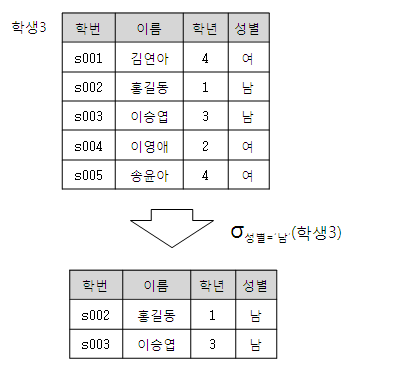 학생3
학번 이름 학년 성별
s001 김연아 4 여
s002 홍길동 1 남
s003 이승엽 3 남
s004 이영애 2 여
s005 송윤아 4 여
σ성별='남'(학생3)
학번 이름 학년 성별
s002 홍길동 1 남
s003 이승엽 3 남